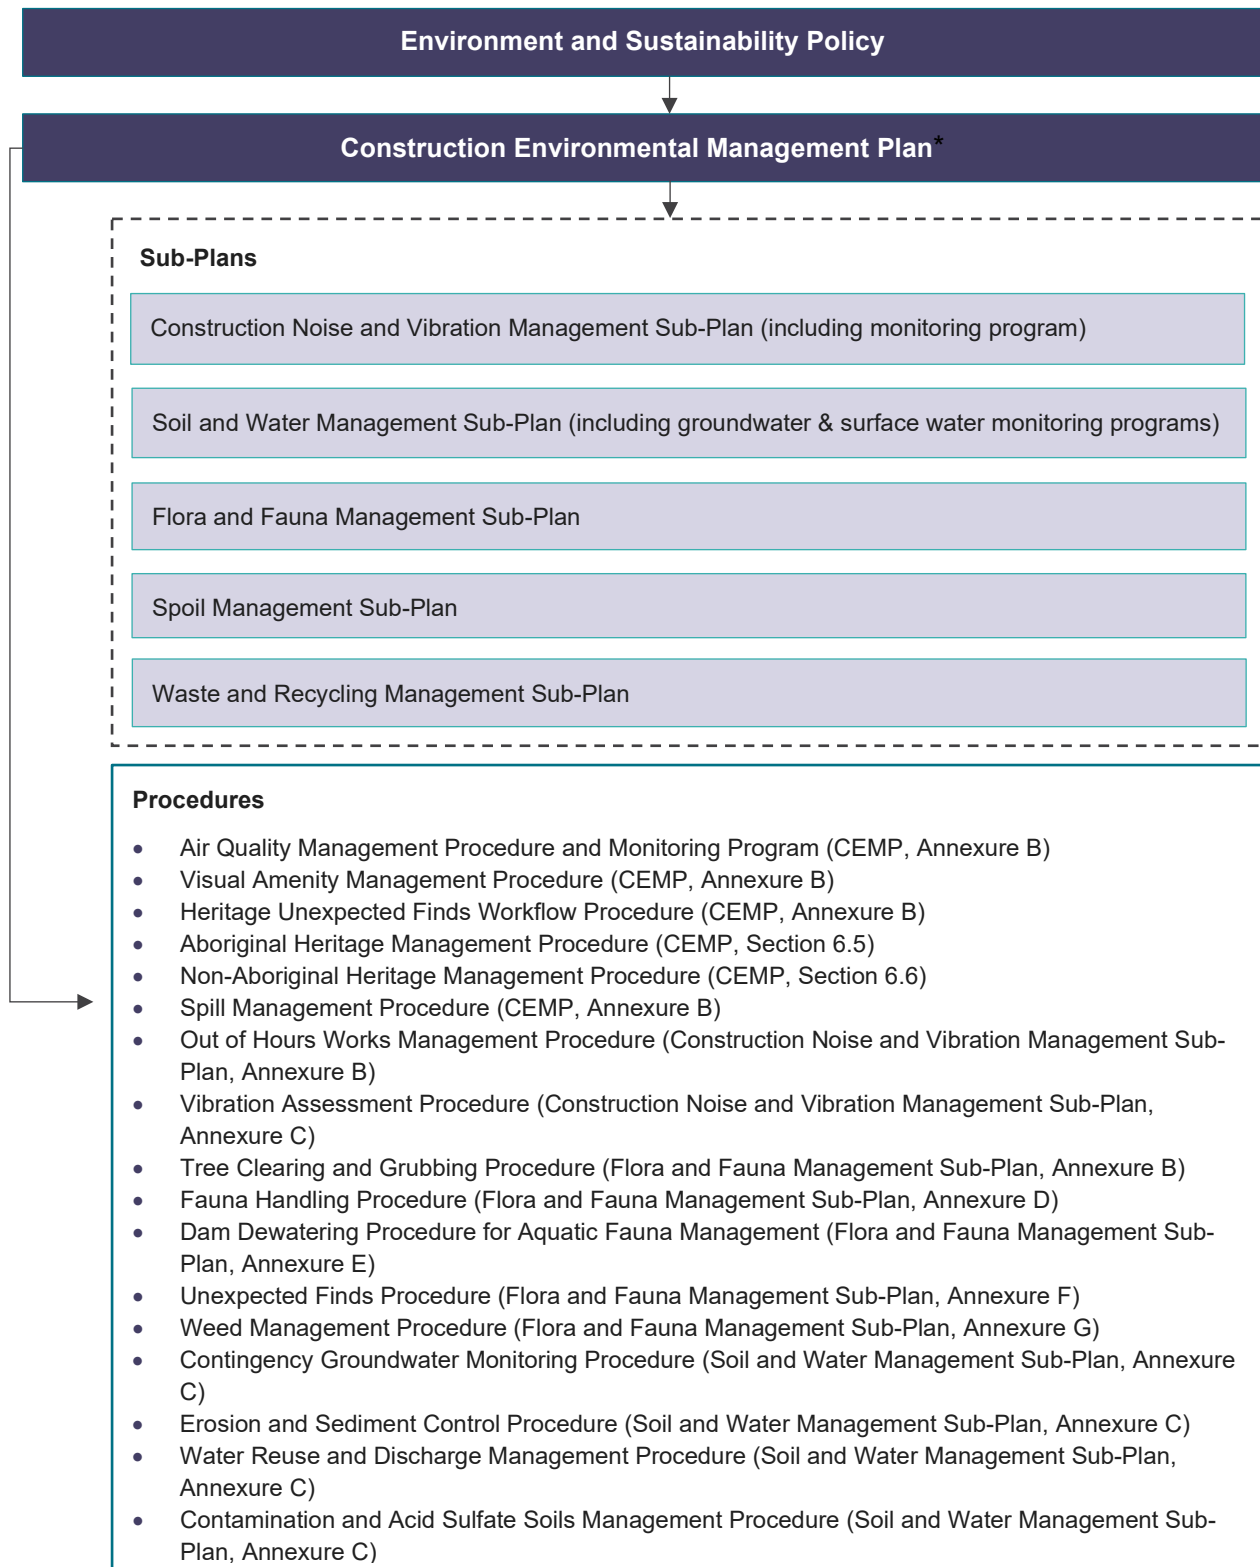 Environment and Sustainability Policy
Construction Environmental Management Plan*
Sub-Plans
Construction Noise and Vibration Management Sub-Plan (including monitoring program)
Soil and Water Management Sub-Plan (including groundwater & surface water monitoring programs)
Flora and Fauna Management Sub-Plan
Spoil Management Sub-Plan
Waste and Recycling Management Sub-Plan
Procedures
• Air Quality Management Procedure and Monitoring Program (CEMP, Annexure B)
• Visual Amenity Management Procedure (CEMP, Annexure B)
• Heritage Unexpected Finds Workflow Procedure (CEMP, Annexure B)
• Aboriginal Heritage Management Procedure (CEMP, Section 6.5)
• Non-Aboriginal Heritage Management Procedure (CEMP, Section 6.6)
• Spill Management Procedure (CEMP, Annexure B)
• Out of Hours Works Management Procedure (Construction Noise and Vibration Management Sub-
Plan, Annexure B)
• Vibration Assessment Procedure (Construction Noise and Vibration Management Sub-Plan,
Annexure C)
• Tree Clearing and Grubbing Procedure (Flora and Fauna Management Sub-Plan, Annexure B)
• Fauna Handling Procedure (Flora and Fauna Management Sub-Plan, Annexure D)
• Dam Dewatering Procedure for Aquatic Fauna Management (Flora and Fauna Management Sub-
Plan, Annexure E)
• Unexpected Finds Procedure (Flora and Fauna Management Sub-Plan, Annexure F)
• Weed Management Procedure (Flora and Fauna Management Sub-Plan, Annexure G)
• Contingency Groundwater Monitoring Procedure (Soil and Water Management Sub-Plan, Annexure
C)
• Erosion and Sediment Control Procedure (Soil and Water Management Sub-Plan, Annexure C)
• Water Reuse and Discharge Management Procedure (Soil and Water Management Sub-Plan,
Annexure C)
• Contamination and Acid Sulfate Soils Management Procedure (Soil and Water Management Sub-
Plan, Annexure C)